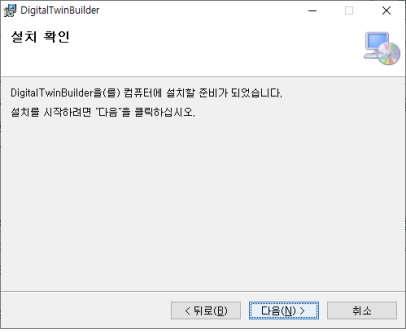 DigitalTwinBuilder
설치 확인
DigitalTwinBuilder을(를) 컴퓨터에 설치할 준비가 되었습니다.
설치를 시작하려면 "다음"을 클릭하십시오.
< 뒤로(B) 다음(N) > 취소